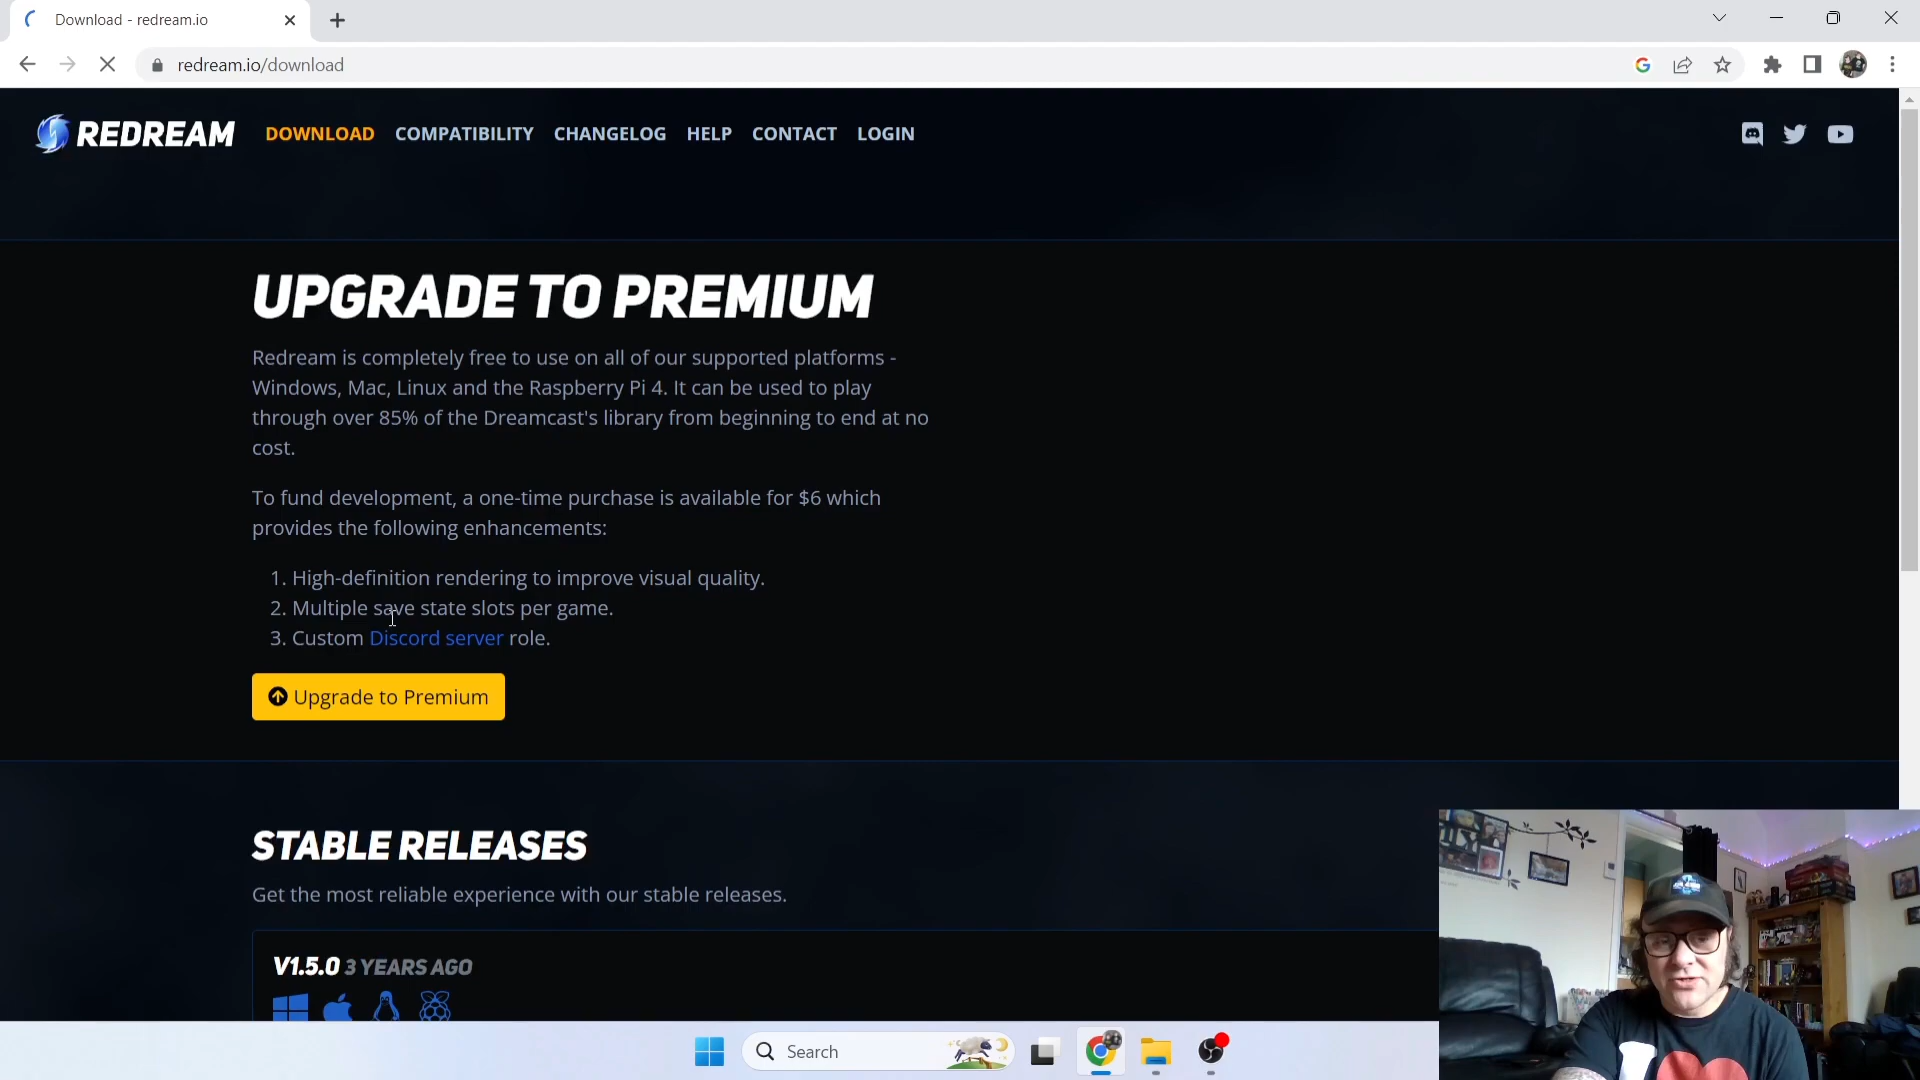 Download - redream.io
redream.io/download
REDREAM DOWNLOAD COMPATIBILITY CHANGELOG HELP CONTACT LOGIN
UPGRADE TO PREMIUM
Redream is completely free to use on all of our supported platforms -
Windows, Mac, Linux and the Raspberry Pi 4. It can be used to play
through over 85% of the Dreamcast's library from beginning to end at no
cost.
To fund development, a one-time purchase is available for $6 which
provides the following enhancements:
1. High-definition rendering to improve visual quality.
2. Multiple save state slots per game.
3. Custom Discord server role.
Upgrade to Premium
STABLE RELEASES
Get the most reliable experience with our stable releases.
V1.5.0 3 YEARS AGO
Search
I